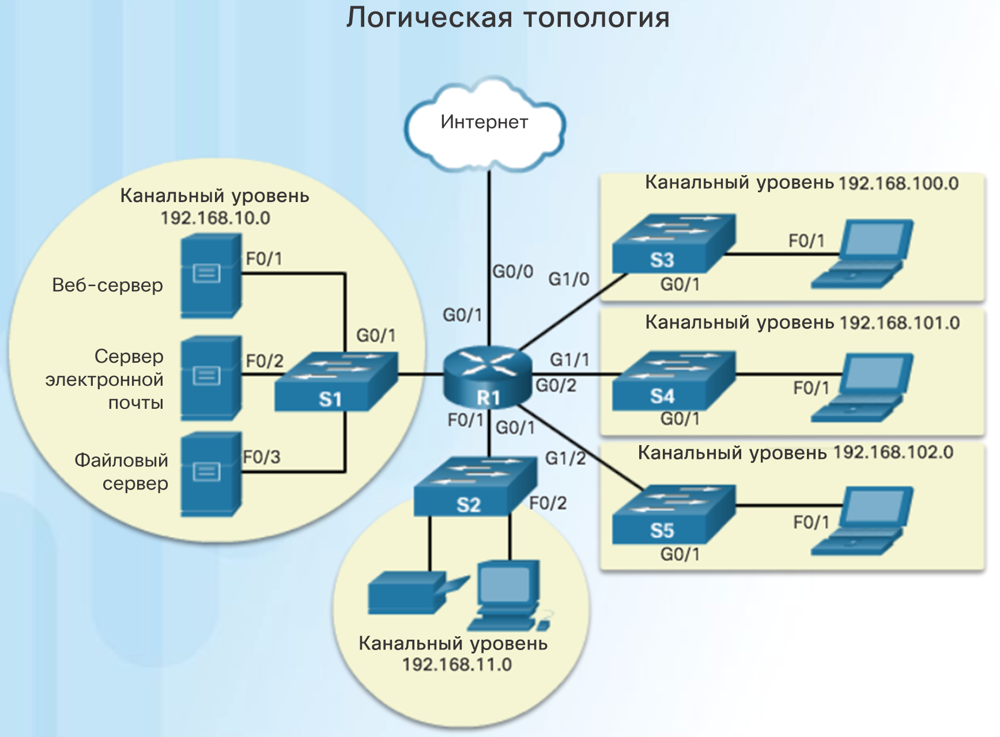 Логическая топология
Интернет
Канальный уровень
192.168.10.0
F0/1
Веб-сервер
G0/1
Сервер
электронной
почты
F0/2
S1
Файловый
сервер
F0/3
G0/0
G0/1
G1/0
G1/1
G0/2
R1
F0/1
G0/1
G1/2
S2
F0/2
Канальный уровень
192.168.11.0
Канальный уровень 192.168.100.0
S3
F0/1
G0/1
Канальный уровень 192.168.101.0
S4
F0/1
G0/1
Канальный уровень 192.168.102.0
S5
F0/1
G0/1